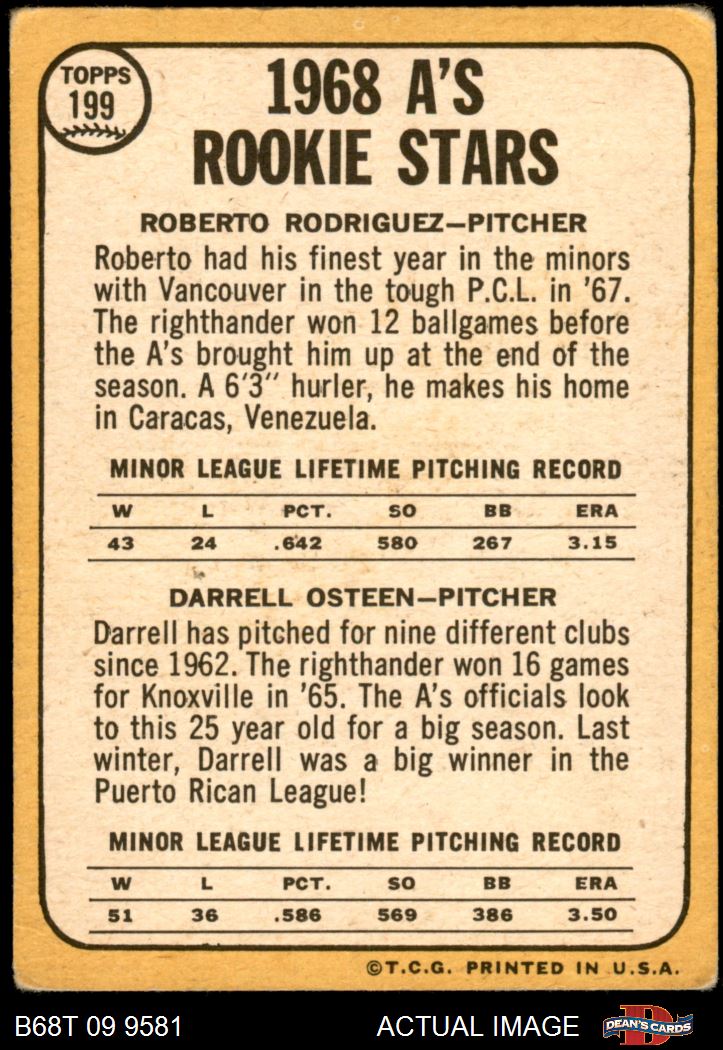 TOPPS
199
1968 A'S
ROOKIE STARS
ROBERTO RODRIGUEZ—PITCHER
Roberto had his finest year in the minors
with Vancouver in the tough P.C.L. in '67.
The righthander won 12 ballgames before
the A's brought him up at the end of the
season. A 6'3" hurler, he makes his home
in Caracas, Venezuela.
MINOR LEAGUE LIFETIME PITCHING RECORD
W L PCT. SO BB ERA
43 24 .642 580 267 3.15
DARRELL OSTEEN—PITCHER
Darrell has pitched for nine different clubs
since 1962. The righthander won 16 games
for Knoxville in '65. The A's officials look
to this 25 year old for a big season. Last
winter, Darrell was a big winner in the
Puerto Rican League!
MINOR LEAGUE LIFETIME PITCHING RECORD
W L PCT. SO BB ERA
51 36 .586 569 386 3.50
©T.C.G. PRINTED IN U.S.A.
B68T 09 9581 ACTUAL IMAGE D DEAN'S CARDS